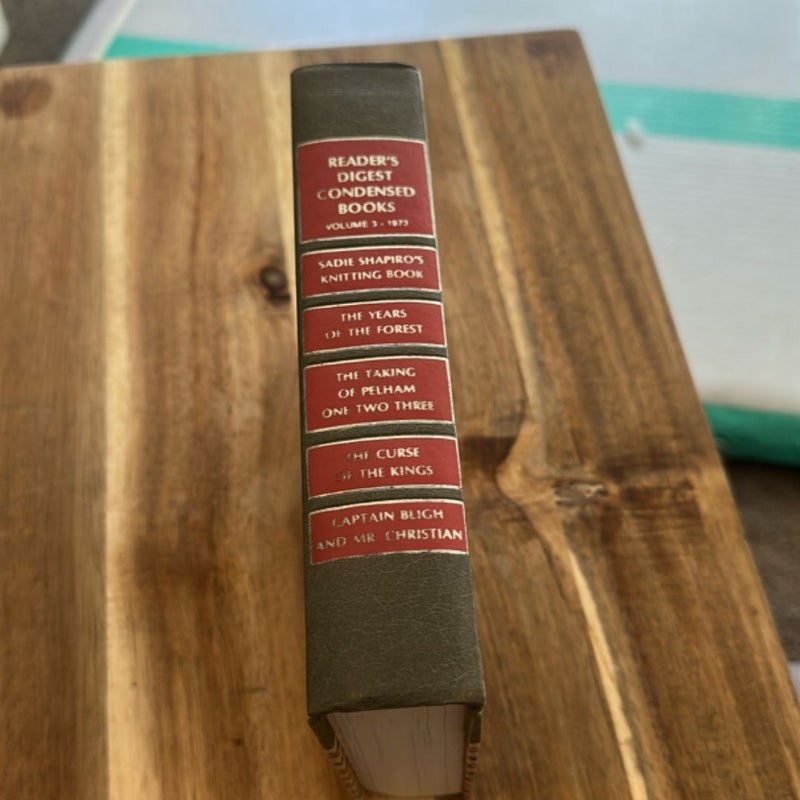 READER'S
DIGEST
CONDENSED
BOOKS
VOLUME 3 - 1973
SADIE SHAPIRO'S
KNITTING BOOK
THE YEARS
OF THE FOREST
THE TAKING
OF PELHAM
ONE TWO THREE
THE CURSE
OF THE KINGS
CAPTAIN BLIGH
AND MR. CHRISTIAN